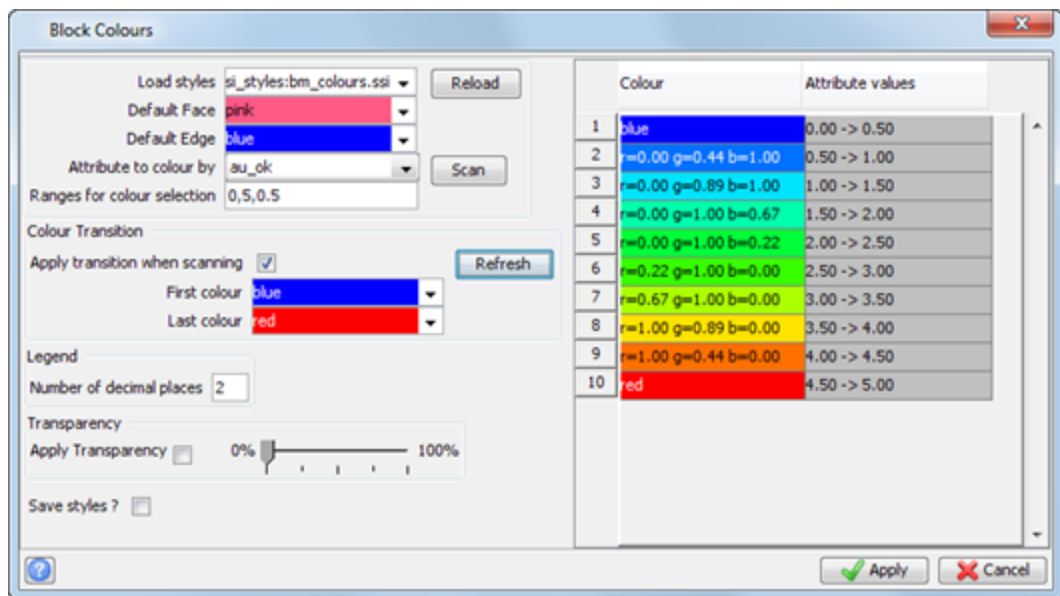 Block Colours
Load styles si_styles:bm_colours.ssi Reload
Default Face pink
Default Edge blue
Attribute to colour by au_ok Scan
Ranges for colour selection 0,5,0.5
Colour Transition
Apply transition when scanning Refresh
First colour blue
Last colour red
Legend
Number of decimal places 2
Transparency
Apply Transparency 0% 100%
Save styles ?
Colour Attribute values
1 blue 0.00 -> 0.50
2 r=0.00 g=0.44 b=1.00 0.50 -> 1.00
3 r=0.00 g=0.89 b=1.00 1.00 -> 1.50
4 r=0.00 g=1.00 b=0.67 1.50 -> 2.00
5 r=0.00 g=1.00 b=0.22 2.00 -> 2.50
6 r=0.22 g=1.00 b=0.00 2.50 -> 3.00
7 r=0.67 g=1.00 b=0.00 3.00 -> 3.50
8 r=1.00 g=0.89 b=0.00 3.50 -> 4.00
9 r=1.00 g=0.44 b=0.00 4.00 -> 4.50
10 red 4.50 -> 5.00
? Apply Cancel